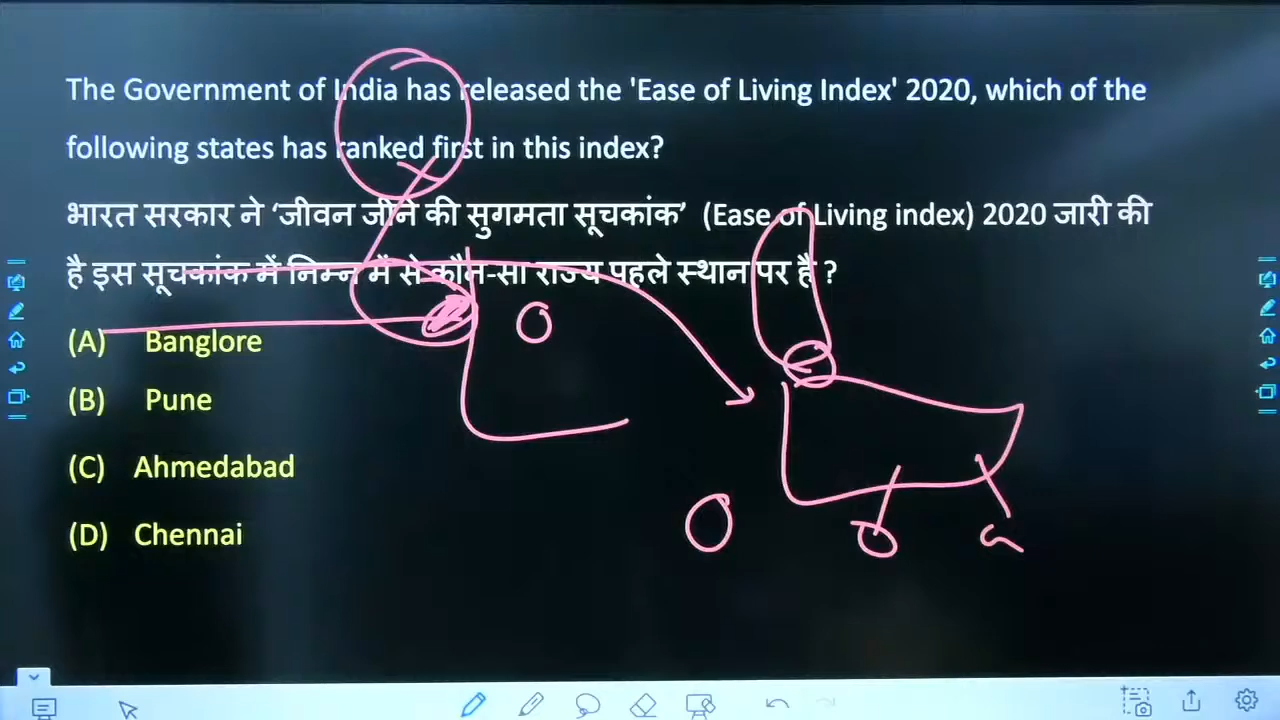 The Government of India has released the 'Ease of Living Index' 2020, which of the
following states has ranked first in this index?
भारत सरकार ने ‘जीवन जीने की सुगमता सूचकांक’ (Ease of Living index) 2020 जारी की
है इस सूचकांक में निम्न में से कौन-सा राज्य पहले स्थान पर है ?
(A) Banglore
(B) Pune
(C) Ahmedabad
(D) Chennai